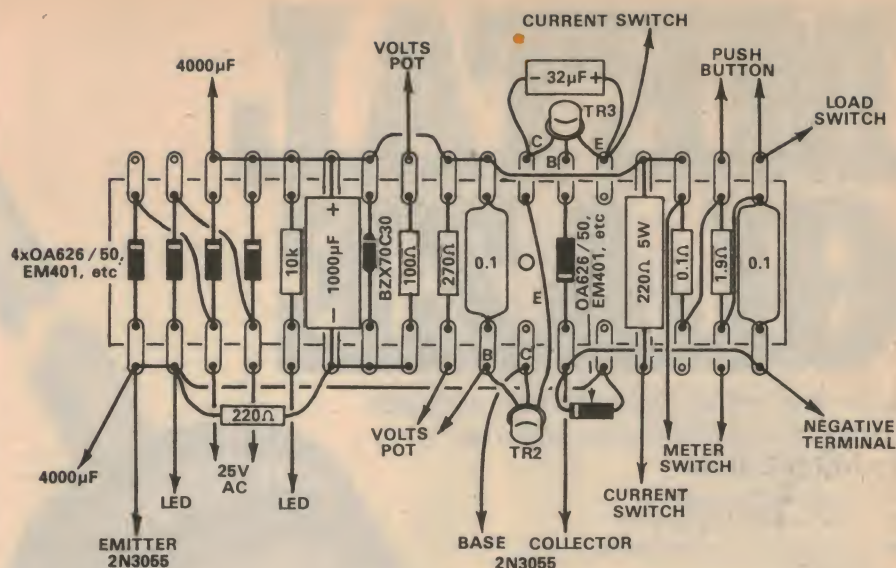 CURRENT SWITCH
VOLTS
POT
PUSH
BUTTON
4000µF
- 32µF +
LOAD
SWITCH
TR3
C
B
E
4xOA626/50,
EM401, etc
10k
+
1000µF
-
BZX70C30
100Ω
270Ω
0.1
E
OA626/50,
EM401, etc
220Ω 5W
0.1Ω
1.9Ω
0.1
B
C
220Ω
TR2
4000µF
LED
25V
AC
LED
VOLTS
POT
METER
SWITCH
NEGATIVE
TERMINAL
CURRENT
SWITCH
EMITTER
2N3055
BASE
COLLECTOR
2N3055